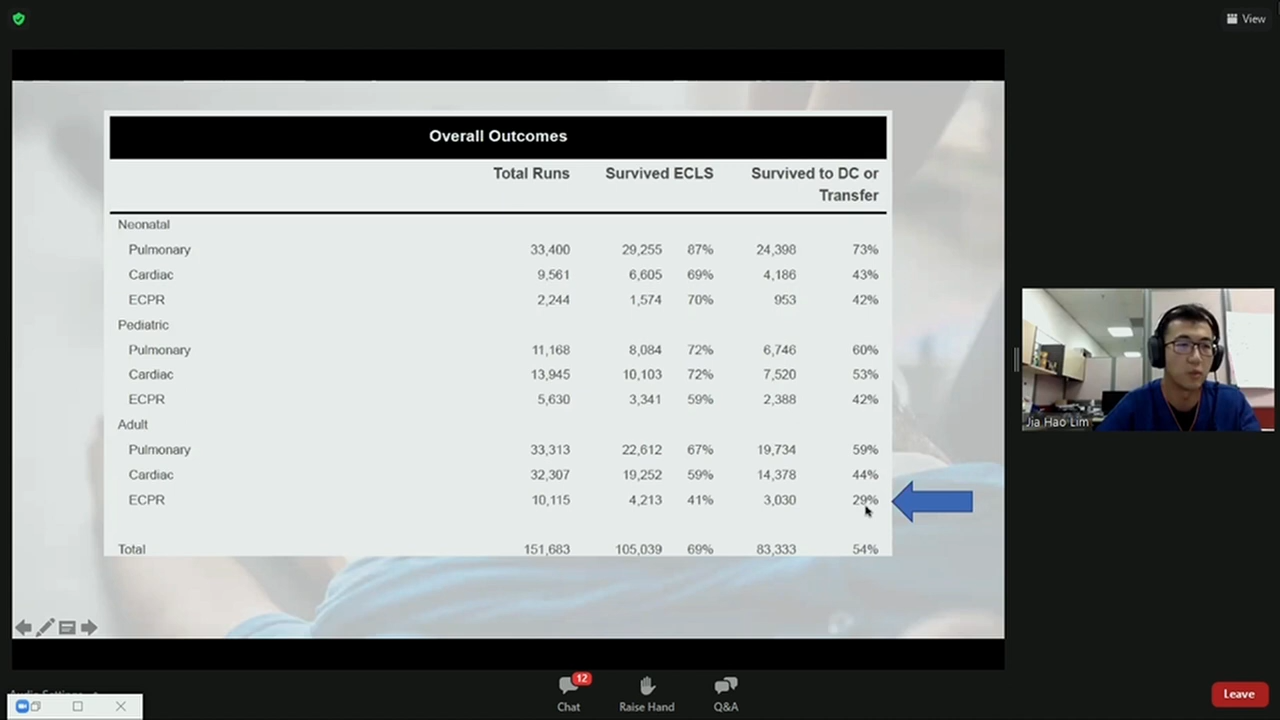 View
Overall Outcomes
Total Runs Survived ECLS Survived to DC or
Transfer
Neonatal
Pulmonary 33,400 29,255 87% 24,398 73%
Cardiac 9,561 6,605 69% 4,186 43%
ECPR 2,244 1,574 70% 953 42%
Pediatric
Pulmonary 11,168 8,084 72% 6,746 60%
Cardiac 13,945 10,103 72% 7,520 53%
ECPR 5,630 3,341 59% 2,388 42%
Adult
Pulmonary 33,313 22,612 67% 19,734 59%
Cardiac 32,307 19,252 59% 14,378 44%
ECPR 10,115 4,213 41% 3,030 29%
Total 151,683 105,039 69% 83,333 54%
Jia Hao Lim
12
Chat Raise Hand Q&A
Leave